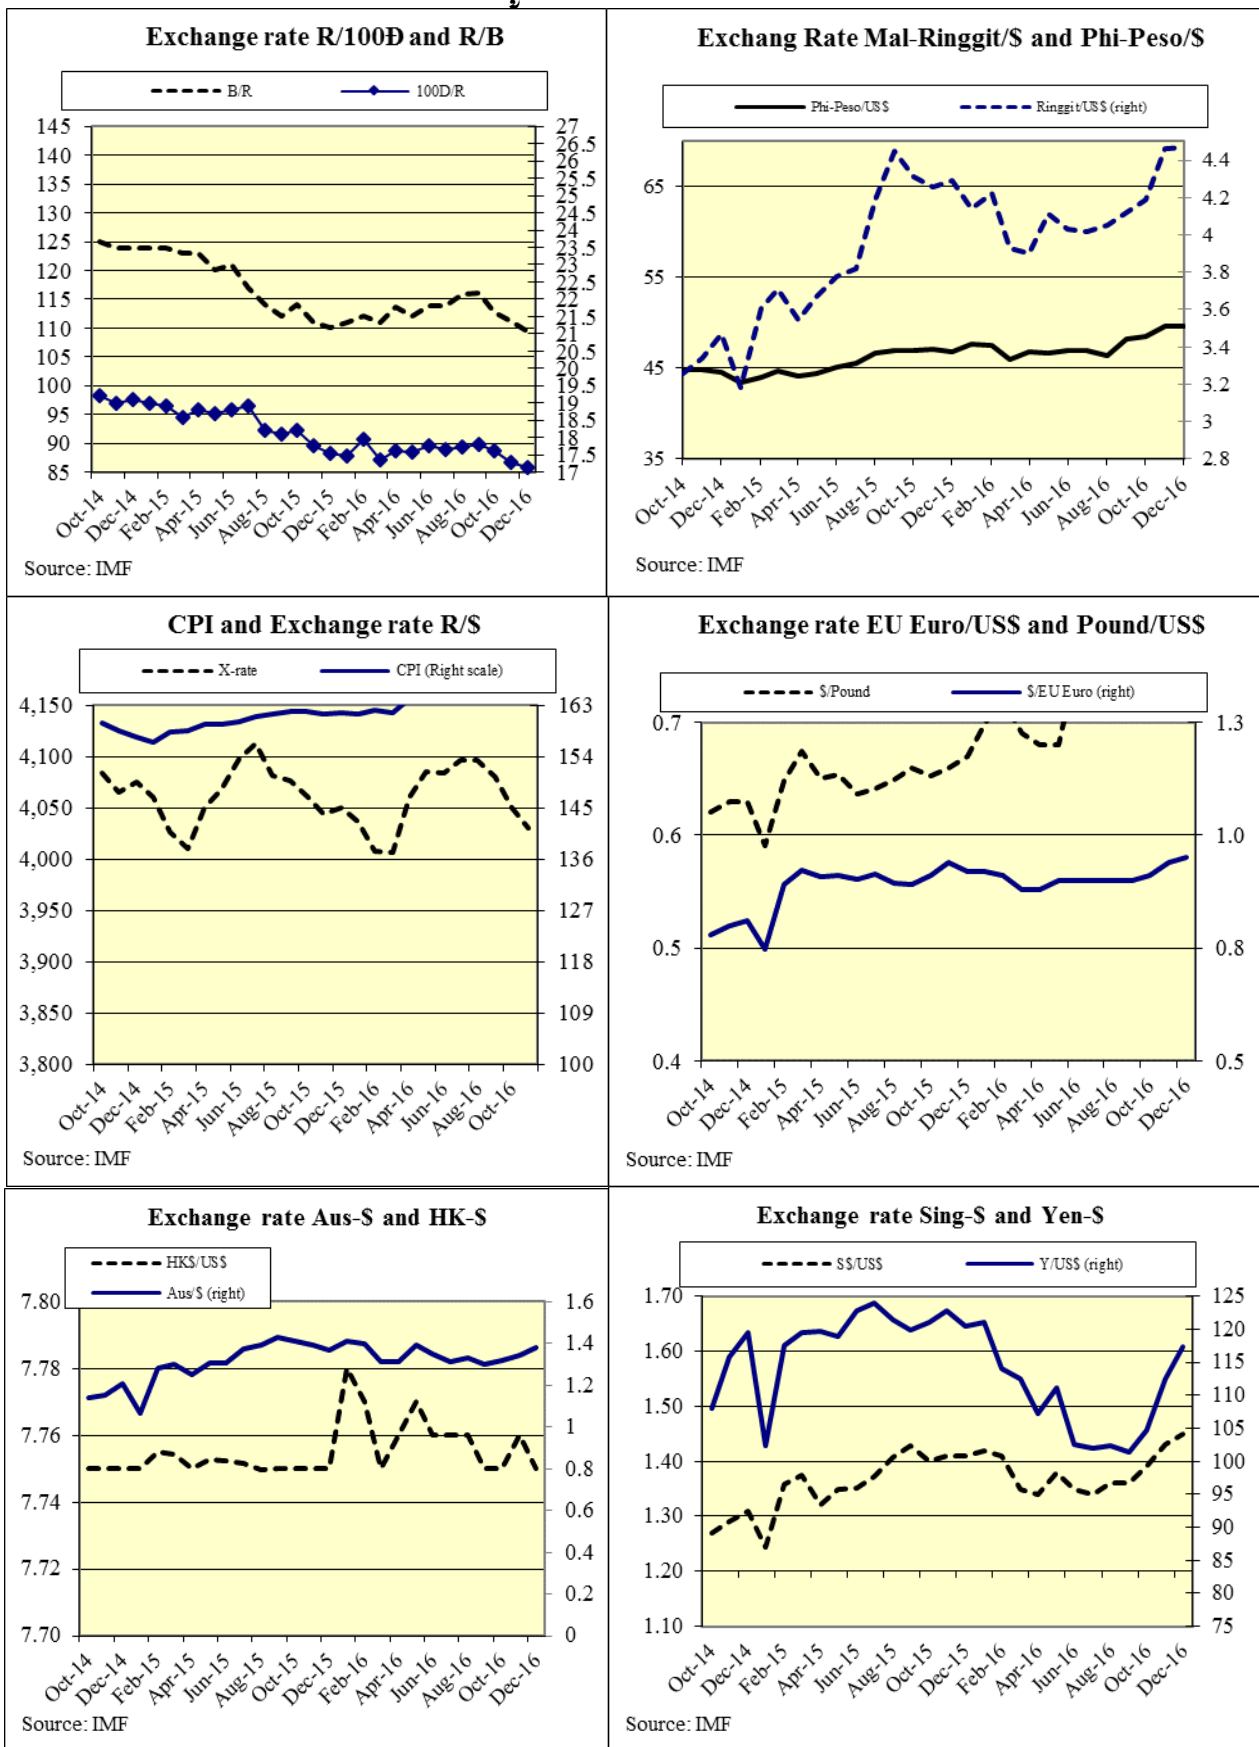 Exchange rate R/100Đ and R/B
B/R 100D/R
145 27
26.5
140 26
25.5
135 25
24.5
130 24
23.5
125 23
22.5
120 22
21.5
115 21
20.5
110 20
19.5
105 19
18.5
100 18
17.5
95 17
90
85
Oct-14 Dec-14 Feb-15 Apr-15 Jun-15 Aug-15 Oct-15 Dec-15 Feb-16 Apr-16 Jun-16 Aug-16 Oct-16 Dec-16
Source: IMF
Exchang Rate Mal-Ringgit/$ and Phi-Peso/$
Phi-Peso/US$ Ringgit/US$ (right)
65 4.4
55 4.2
45 4
35 3.8
3.6
3.4
3.2
3
2.8
Oct-14 Dec-14 Feb-15 Apr-15 Jun-15 Aug-15 Oct-15 Dec-15 Feb-16 Apr-16 Jun-16 Aug-16 Oct-16 Dec-16
Source: IMF
CPI and Exchange rate R/$
X-rate CPI (Right scale)
4,150 163
4,100 154
4,050 145
4,000 136
3,950 127
3,900 118
3,850 109
3,800 100
Oct-14 Dec-14 Feb-15 Apr-15 Jun-15 Aug-15 Oct-15 Dec-15 Feb-16 Apr-16 Jun-16 Aug-16 Oct-16
Source: IMF
Exchange rate EU Euro/US$ and Pound/US$
$/Pound $/EU Euro (right)
0.7 1.3
0.6 1.0
0.5 0.8
0.4 0.5
Oct-14 Dec-14 Feb-15 Apr-15 Jun-15 Aug-15 Oct-15 Dec-15 Feb-16 Apr-16 Jun-16 Aug-16 Oct-16 Dec-16
Source: IMF
Exchange rate Aus-$ and HK-$
HK$/US$
Aus/$ (right)
7.80 1.6
7.78 1.4
7.76 1.2
7.74 1
7.72 0.8
7.70 0.6
0.4
0.2
0
Oct-14 Dec-14 Feb-15 Apr-15 Jun-15 Aug-15 Oct-15 Dec-15 Feb-16 Apr-16 Jun-16 Aug-16 Oct-16 Dec-16
Source: IMF
Exchange rate Sing-$ and Yen-$
S$/US$ Y/US$ (right)
1.70 125
1.60 120
1.50 115
1.40 110
1.30 105
1.20 100
1.10 95
90
85
80
75
Oct-14 Dec-14 Feb-15 Apr-15 Jun-15 Aug-15 Oct-15 Dec-15 Feb-16 Apr-16 Jun-16 Aug-16 Oct-16 Dec-16
Source: IMF